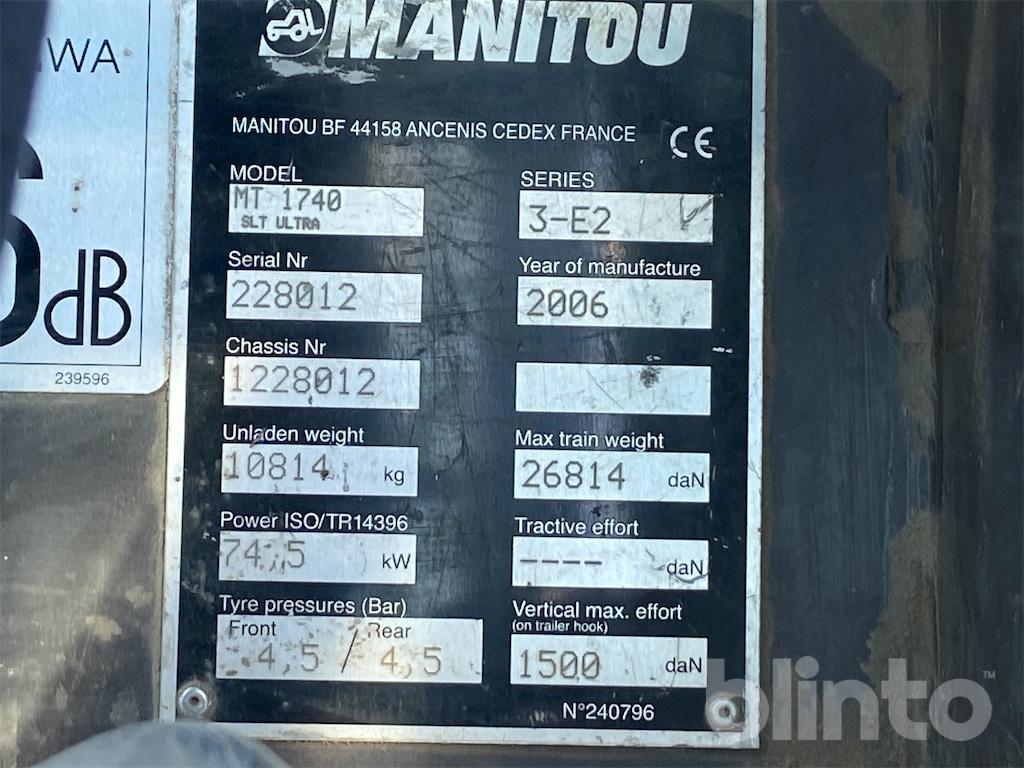 WA
dB
239596
MANITOU
MANITOU BF 44158 ANCENIS CEDEX FRANCE
CE
MODEL
MT 1740
SLT ULTRA
SERIES
3-E2
Serial Nr
228012
Year of manufacture
2006
Chassis Nr
1228012
Unladen weight
10814 kg
Max train weight
26814 daN
Power ISO/TR14396
74,5 kW
Tractive effort
---- daN
Tyre pressures (Bar)
Front Rear
4,5 / 4,5
Vertical max. effort
(on trailer hook)
1500 daN
N°240796
blinto™